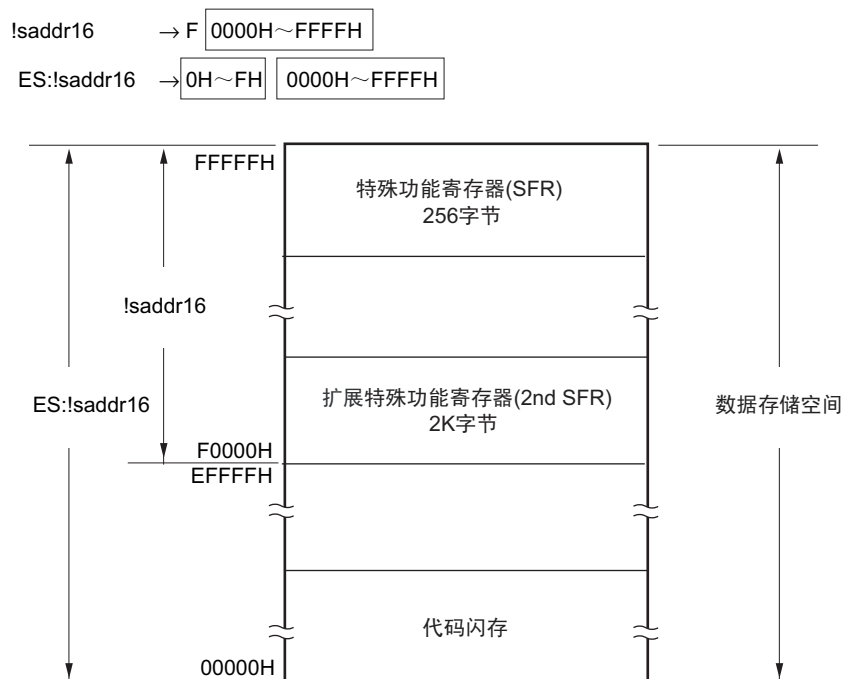 !saddr16 → F 0000H～FFFFH
ES:!saddr16 → 0H～FH 0000H～FFFFH
FFFFFH
特殊功能寄存器(SFR)
256字节
!saddr16
ES:!saddr16
扩展特殊功能寄存器(2nd SFR)
2K字节
数据存储空间
F0000H
EFFFFH
代码闪存
00000H